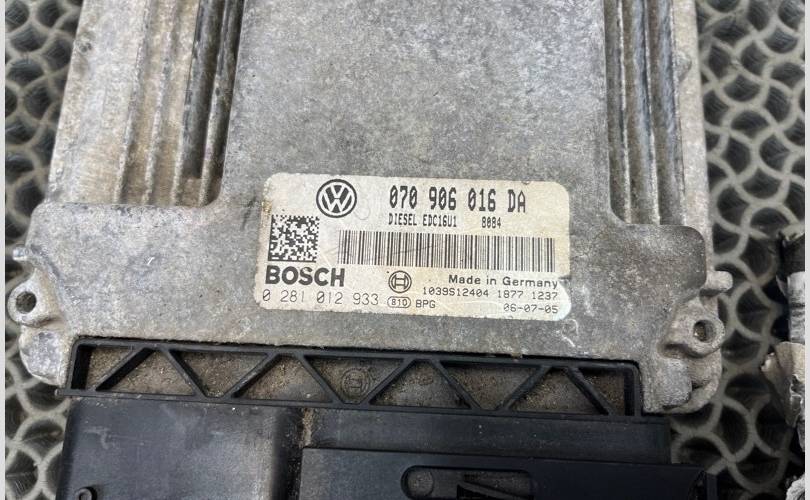 070 906 016 DA
DIESEL EDC16U1 8084
BOSCH
Made in Germany
1039S12404 1877 1237
0 281 012 933 810 BPG
06-07-05